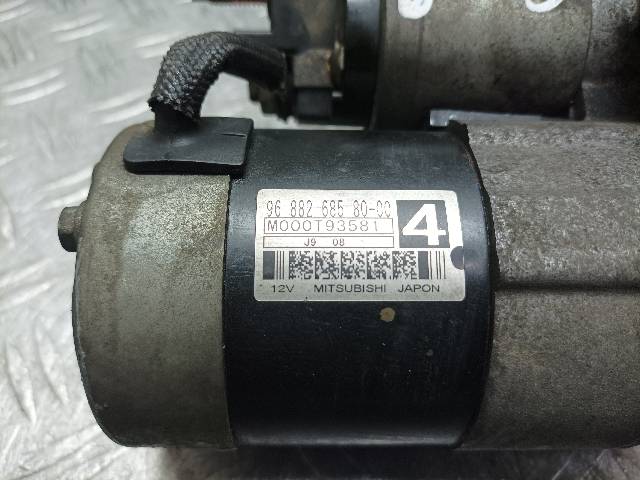 96 882 685 80-00
M000T93581
4
J9 08
12V MITSUBISHI JAPON